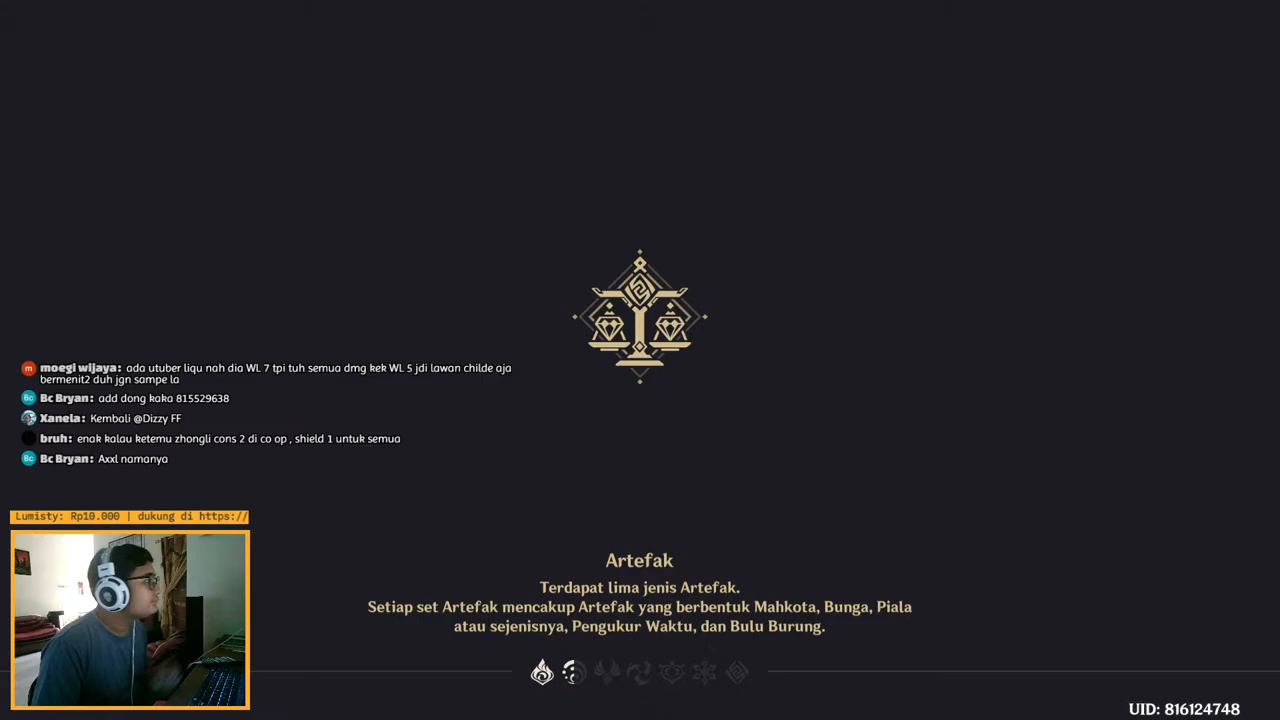 moegi wijaya: ada utuber liqu nah dia WL 7 tpi tuh semua dmg kek WL 5 jdi lawan childe aja
bermenit2 duh jgn sampe la
Bc Bryan: add dong kaka 815529638
Xanela: Kembali @Dizzy FF
bruh: enak kalau ketemu zhongli cons 2 di co op , shield 1 untuk semua
Bc Bryan: Axxl namanya
Lumisty: Rp10.000 | dukung di https://
Artefak
Terdapat lima jenis Artefak.
Setiap set Artefak mencakup Artefak yang berbentuk Mahkota, Bunga, Piala
atau sejenisnya, Pengukur Waktu, dan Bulu Burung.
UID: 816124748